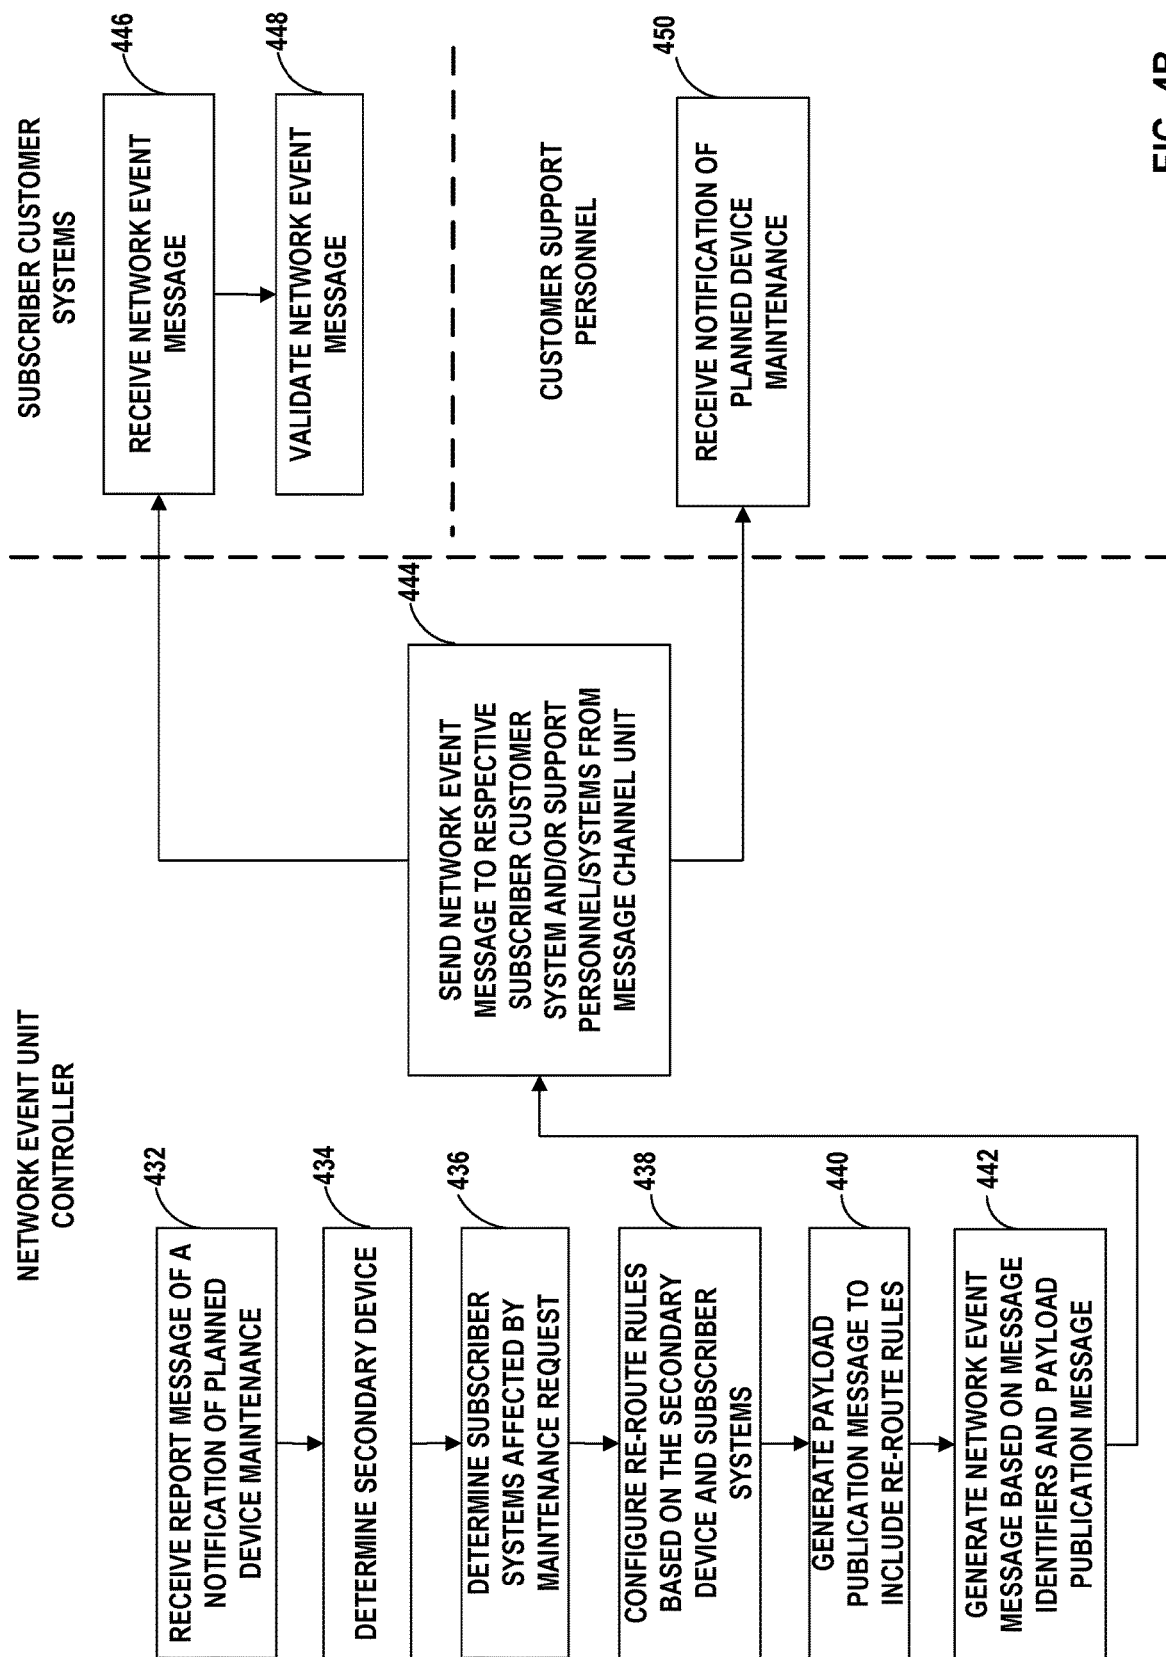 NETWORK EVENT UNIT
CONTROLLER
432
RECEIVE REPORT MESSAGE OF A
NOTIFICATION OF PLANNED
DEVICE MAINTENANCE
434
DETERMINE SECONDARY DEVICE
436
DETERMINE SUBSCRIBER
SYSTEMS AFFECTED BY
MAINTENANCE REQUEST
438
CONFIGURE RE-ROUTE RULES
BASED ON THE SECONDARY
DEVICE AND SUBSCRIBER
SYSTEMS
440
GENERATE PAYLOAD
PUBLICATION MESSAGE TO
INCLUDE RE-ROUTE RULES
442
GENERATE NETWORK EVENT
MESSAGE BASED ON MESSAGE
IDENTIFIERS AND PAYLOAD
PUBLICATION MESSAGE
444
SEND NETWORK EVENT
MESSAGE TO RESPECTIVE
SUBSCRIBER CUSTOMER
SYSTEM AND/OR SUPPORT
PERSONNEL/SYSTEMS FROM
MESSAGE CHANNEL UNIT
SUBSCRIBER CUSTOMER
SYSTEMS
446
RECEIVE NETWORK EVENT
MESSAGE
448
VALIDATE NETWORK EVENT
MESSAGE
CUSTOMER SUPPORT
PERSONNEL
450
RECEIVE NOTIFICATION OF
PLANNED DEVICE
MAINTENANCE